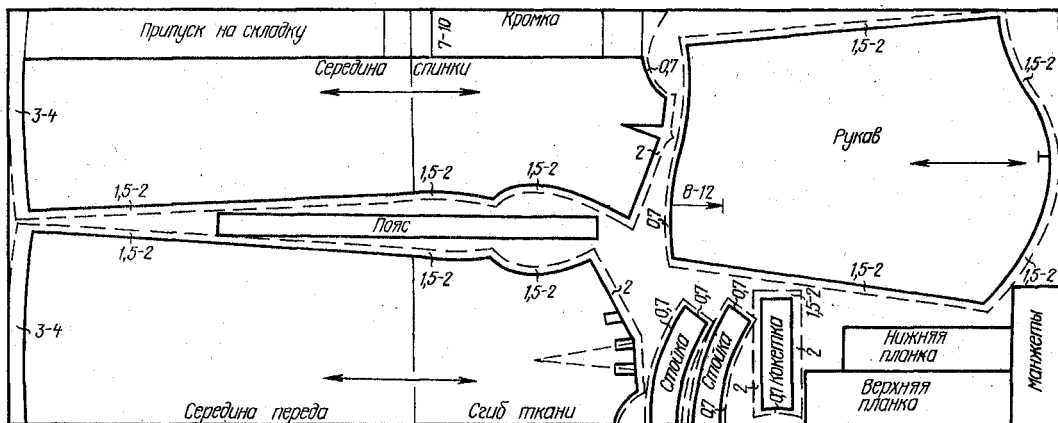 Припуск на складку
7-10
Кромка
Середина спинки
0,7
1,5-2
1,5-2
3-4
Рукав
2
1,5-2
1,5-2
1,5-2
8-12
0,7
Пояс
1,5-2
1,5-2
1,5-2
1,5-2
1,5-2
2
3-4
0,7
0,7
0,7
1,5-2
Стойка
Стойка
Кокетка
2
2
0,7
0,7
Нижняя
планка
Верхняя
планка
Манжеты
Середина переда
Сгиб ткани